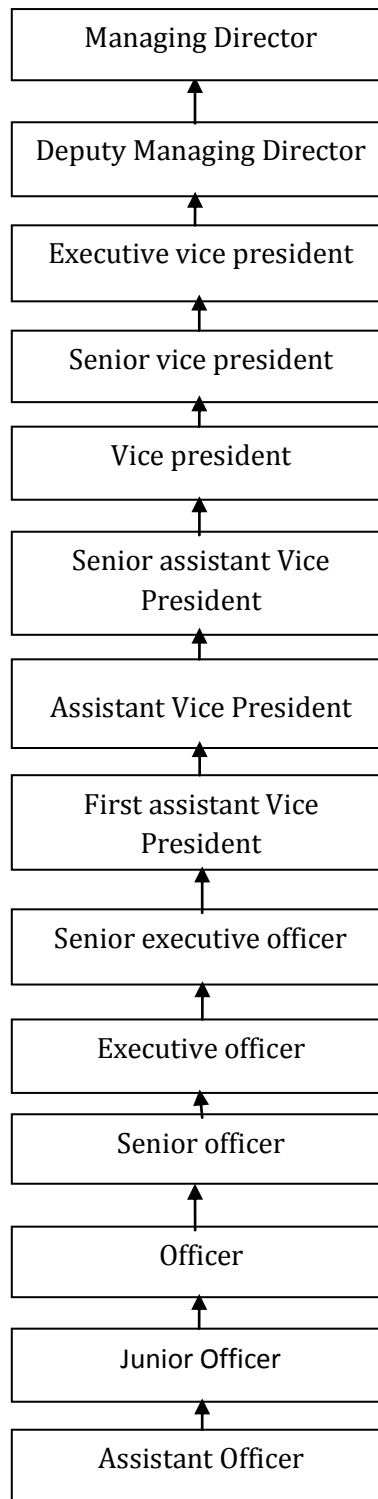 Managing Director
Deputy Managing Director
Executive vice president
Senior vice president
Vice president
Senior assistant Vice
President
Assistant Vice President
First assistant Vice
President
Senior executive officer
Executive officer
Senior officer
Officer
Junior Officer
Assistant Officer